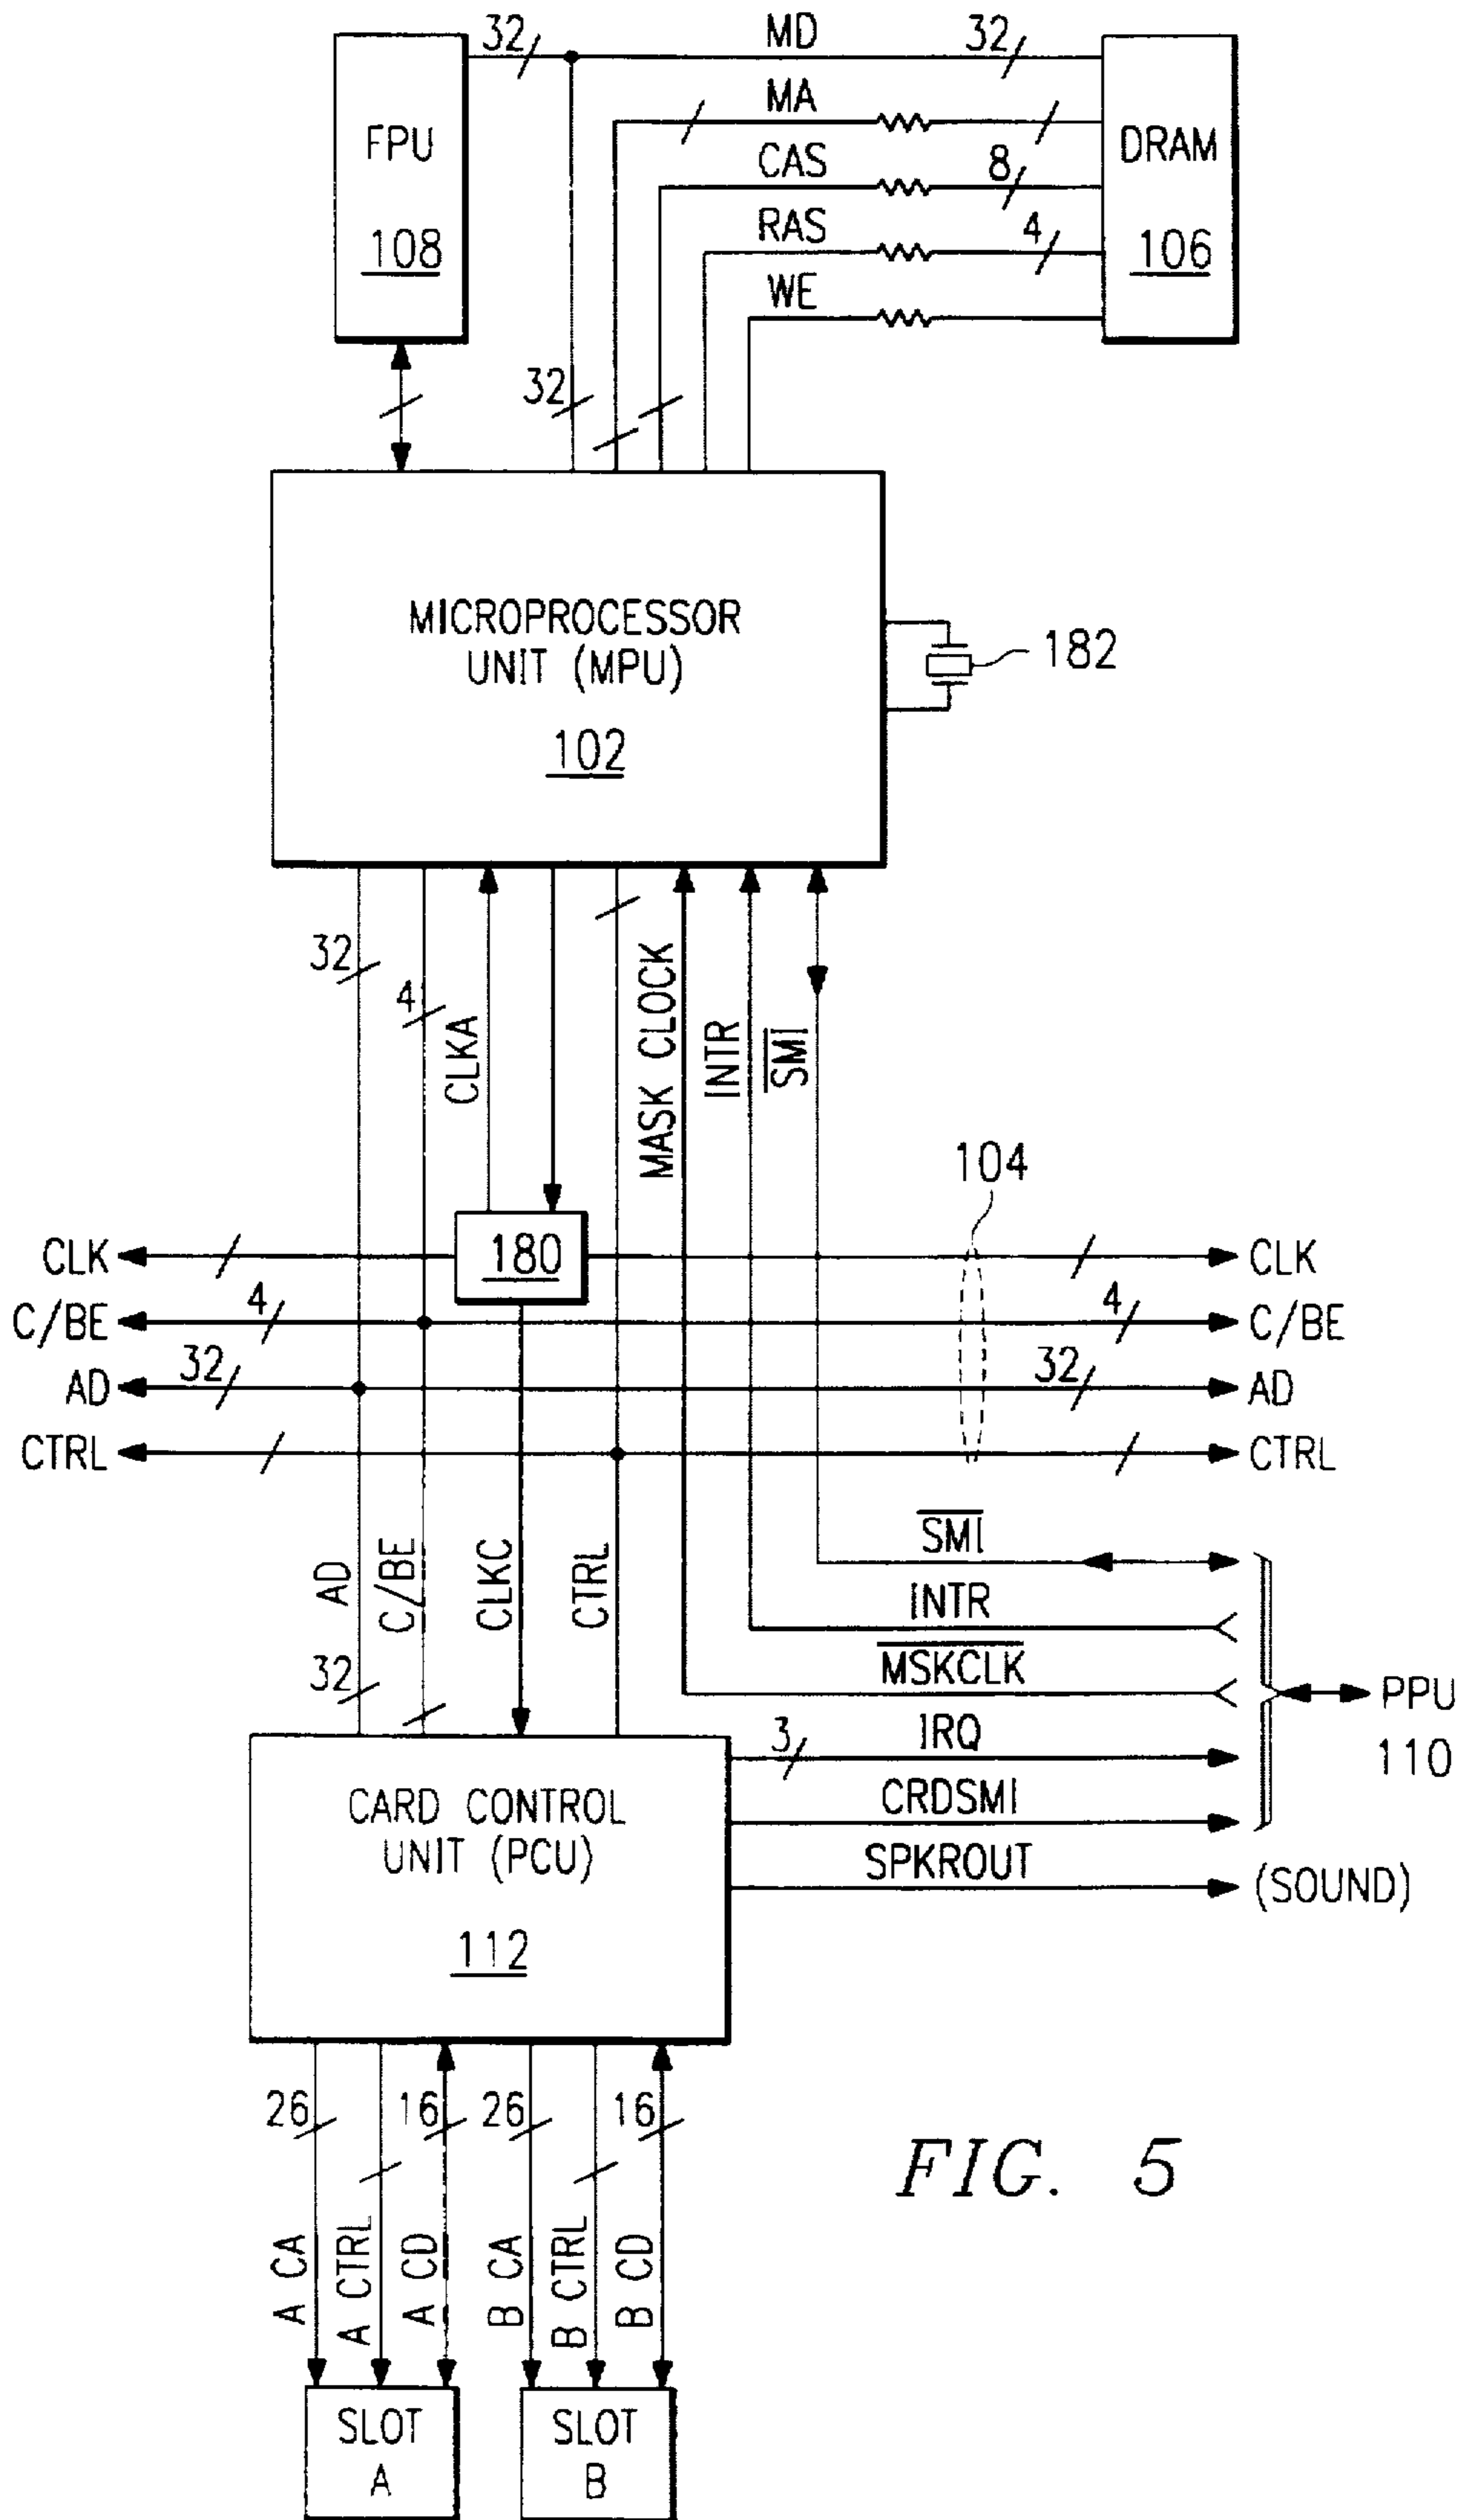 32 MD 32
MA
FPU
DRAM
CAS 8
RAS 4
108
106
WE
32
MICROPROCESSOR
UNIT (MPU)
182
102
32
4
CLKA
MASK CLOCK
INTR
SMI
104
CLK 180 CLK
C/BE 4 4 C/BE
AD 32 32 AD
CTRL CTRL
AD
C/BE
CLKC
CTRL
SMI
INTR
MSKCLK
32
PPU
110
3 IRQ
CARD CONTROL
UNIT (PCU)
CRDSMI
SPKROUT
(SOUND)
112
26 16 26 16
A CA
A CTRL
A CD
B CA
B CTRL
B CD
FIG. 5
SLOT
A
SLOT
B